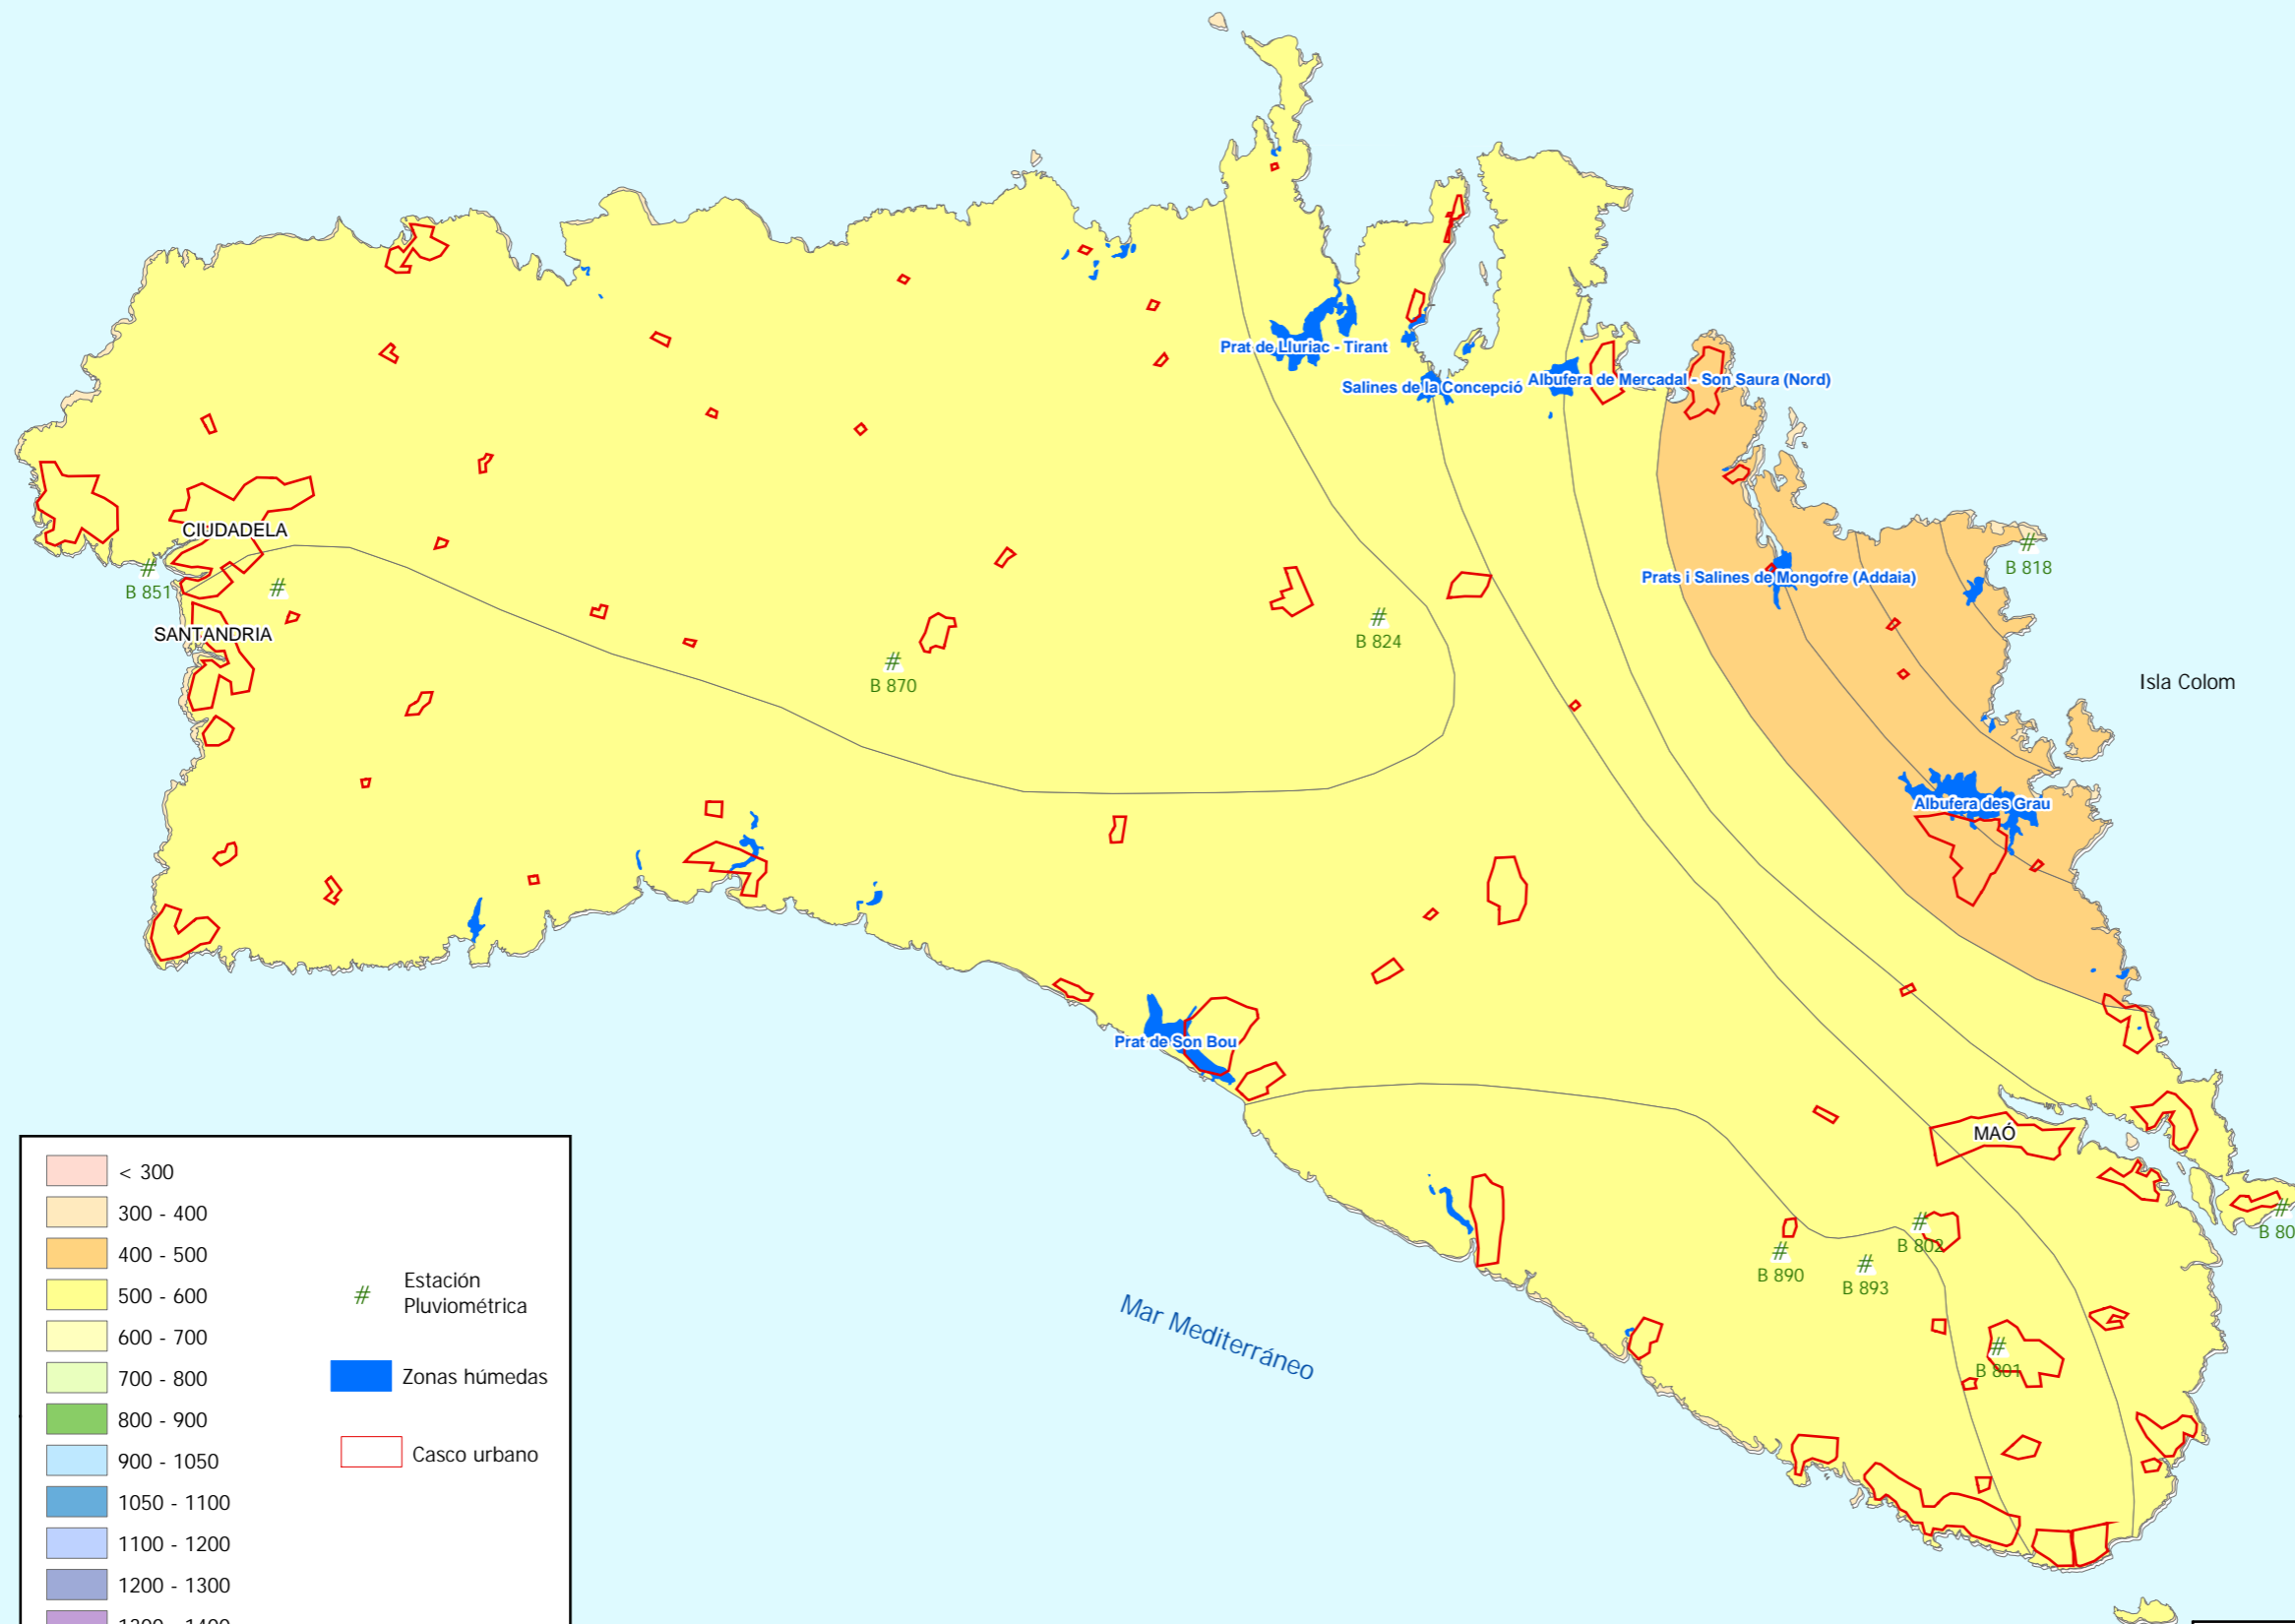 Prat de Lluriac - Tirant
Salines de la Concepció
Albufera de Mercadal - Son Saura (Nord)
CIUDADELA
#
B 851
#
SANTANDRIA
#
B 818
Prats i Salines de Mongofre (Addaia)
#
B 824
#
B 870
Isla Colom
Albufera des Grau
Prat de Son Bou
MAÓ
#
B 80
#
B 802
#
B 890
#
B 893
#
B 801
Mar Mediterráneo
< 300
300 - 400
400 - 500
500 - 600
600 - 700
700 - 800
800 - 900
900 - 1050
1050 - 1100
1100 - 1200
1200 - 1300
1300 - 1400
#
Estación
Pluviométrica
Zonas húmedas
Casco urbano